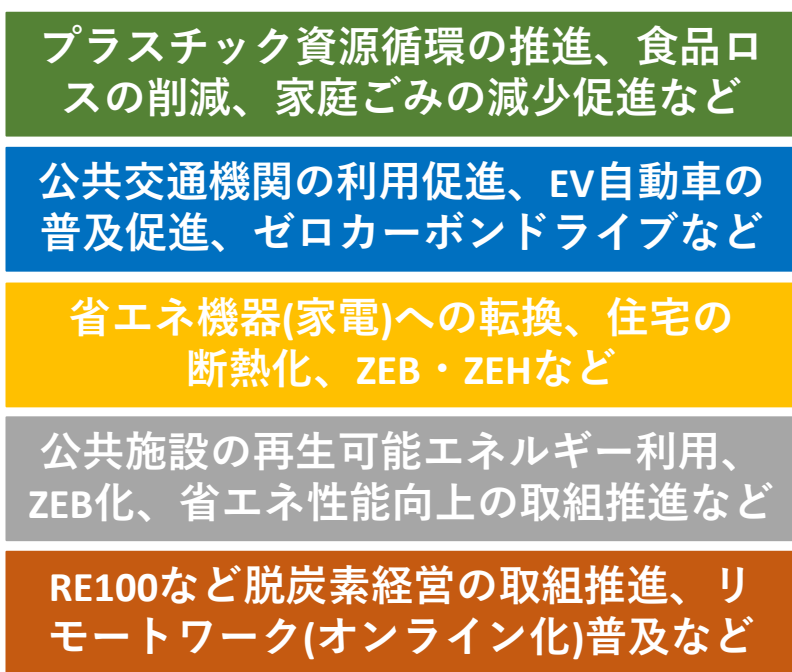 プラスチック資源循環の推進、食品ロ
スの削減、家庭ごみの減少促進など
公共交通機関の利用促進、EV自動車の
普及促進、ゼロカーボンドライブなど
省エネ機器(家電)への転換、住宅の
断熱化、ZEB・ZEHなど
公共施設の再生可能エネルギー利用、
ZEB化、省エネ性能向上の取組推進など
RE100など脱炭素経営の取組推進、リ
モートワーク(オンライン化)普及など